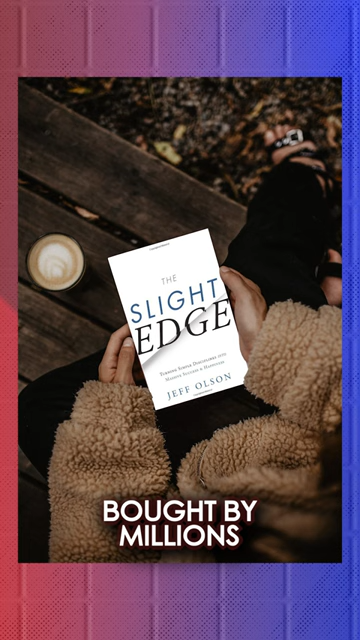 THE
SLIGHT
EDGE
TURNING SIMPLE DISCIPLINES INTO
MASSIVE SUCCESS & HAPPINESS
JEFF OLSON
BOUGHT BY
MILLIONS